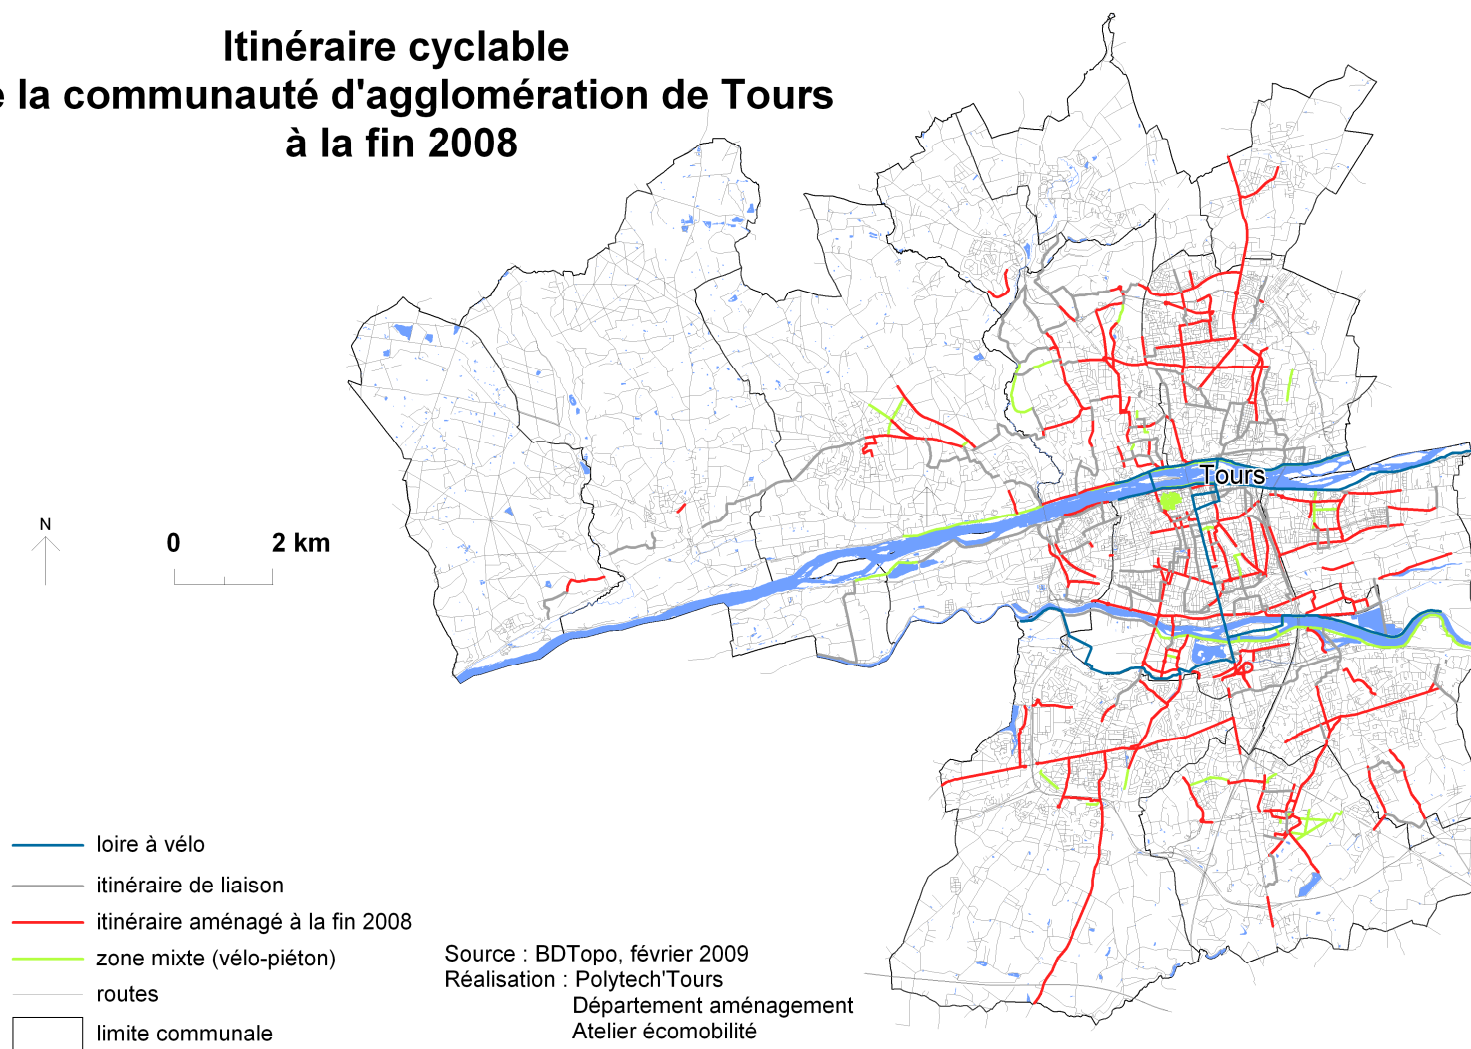 Itinéraire cyclable
e la communauté d'agglomération de Tours
à la fin 2008
Tours
N
0 2 km
loire à vélo
itinéraire de liaison
itinéraire aménagé à la fin 2008
zone mixte (vélo-piéton)
routes
limite communale
Source : BDTopo, février 2009
Réalisation : Polytech'Tours
Département aménagement
Atelier écomobilité